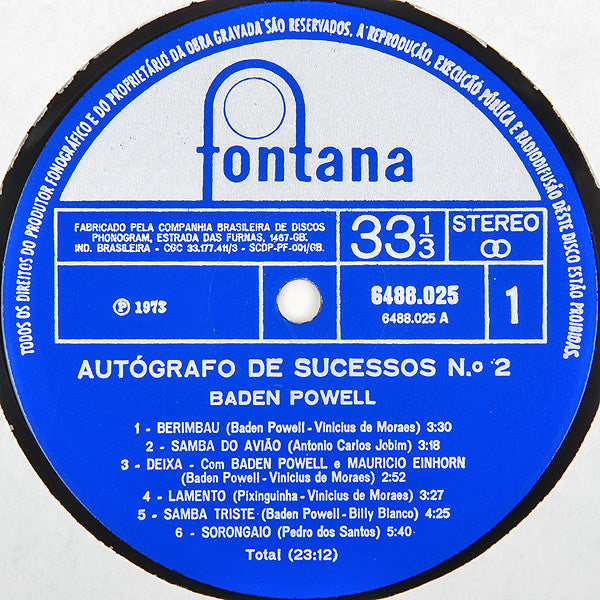 TODOS OS DIREITOS DO PRODUTOR FONOGRÁFICO E DO PROPRIETÁRIO DA OBRA GRAVADA SÃO RESERVADOS. A REPRODUÇÃO, EXECUÇÃO PÚBLICA E RADIODIFUSÃO DÊSTE DISCO ESTÃO PROIBIDAS.
fontana
FABRICADO PELA COMPANHIA BRASILEIRA DE DISCOS
PHONOGRAM, ESTRADA DAS FURNAS, 1467-GB.
IND. BRASILEIRA - CGC 33.177.411/3 - SCDP-PF-001/GB.
33 1/3
STEREO
℗ 1973
6488.025
6488.025 A
1
AUTÓGRAFO DE SUCESSOS N.º 2
BADEN POWELL
1 - BERIMBAU (Baden Powell - Vinicius de Moraes) 3:30
2 - SAMBA DO AVIÃO (Antonio Carlos Jobim) 3:18
3 - DEIXA - Com BADEN POWELL e MAURICIO EINHORN
(Baden Powell - Vinicius de Moraes) 2:52
4 - LAMENTO (Pixinguinha - Vinicius de Moraes) 3:27
5 - SAMBA TRISTE (Baden Powell - Billy Blanco) 4:25
6 - SORONGAIO (Pedro dos Santos) 5:40
Total (23:12)